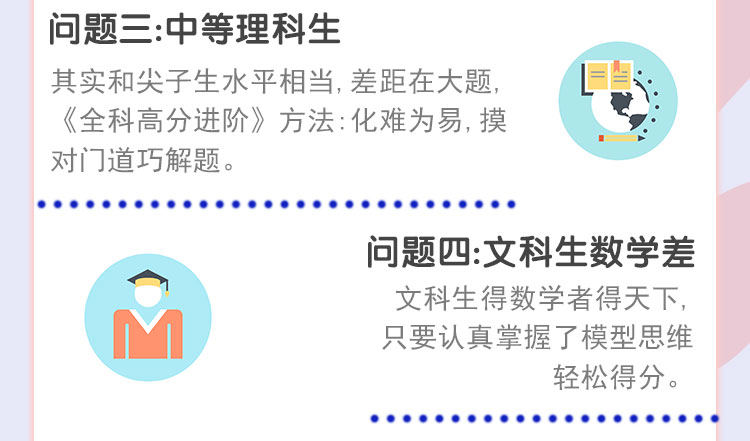 问题三:中等理科生
其实和尖子生水平相当,差距在大题,
《全科高分进阶》方法:化难为易,摸
对门道巧解题。
问题四:文科生数学差
文科生得数学者得天下,
只要认真掌握了模型思维
轻松得分。